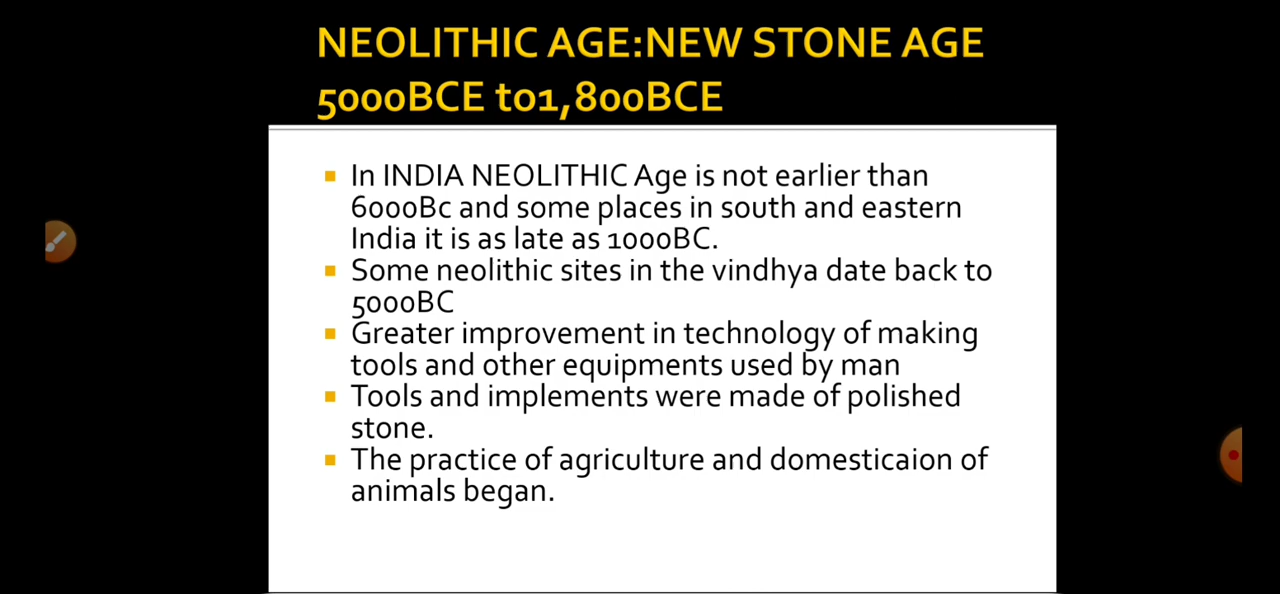 NEOLITHIC AGE:NEW STONE AGE
5000BCE to1,800BCE
In INDIA NEOLITHIC Age is not earlier than
6000Bc and some places in south and eastern
India it is as late as 1000BC.
Some neolithic sites in the vindhya date back to
5000BC
Greater improvement in technology of making
tools and other equipments used by man
Tools and implements were made of polished
stone.
The practice of agriculture and domesticaion of
animals began.